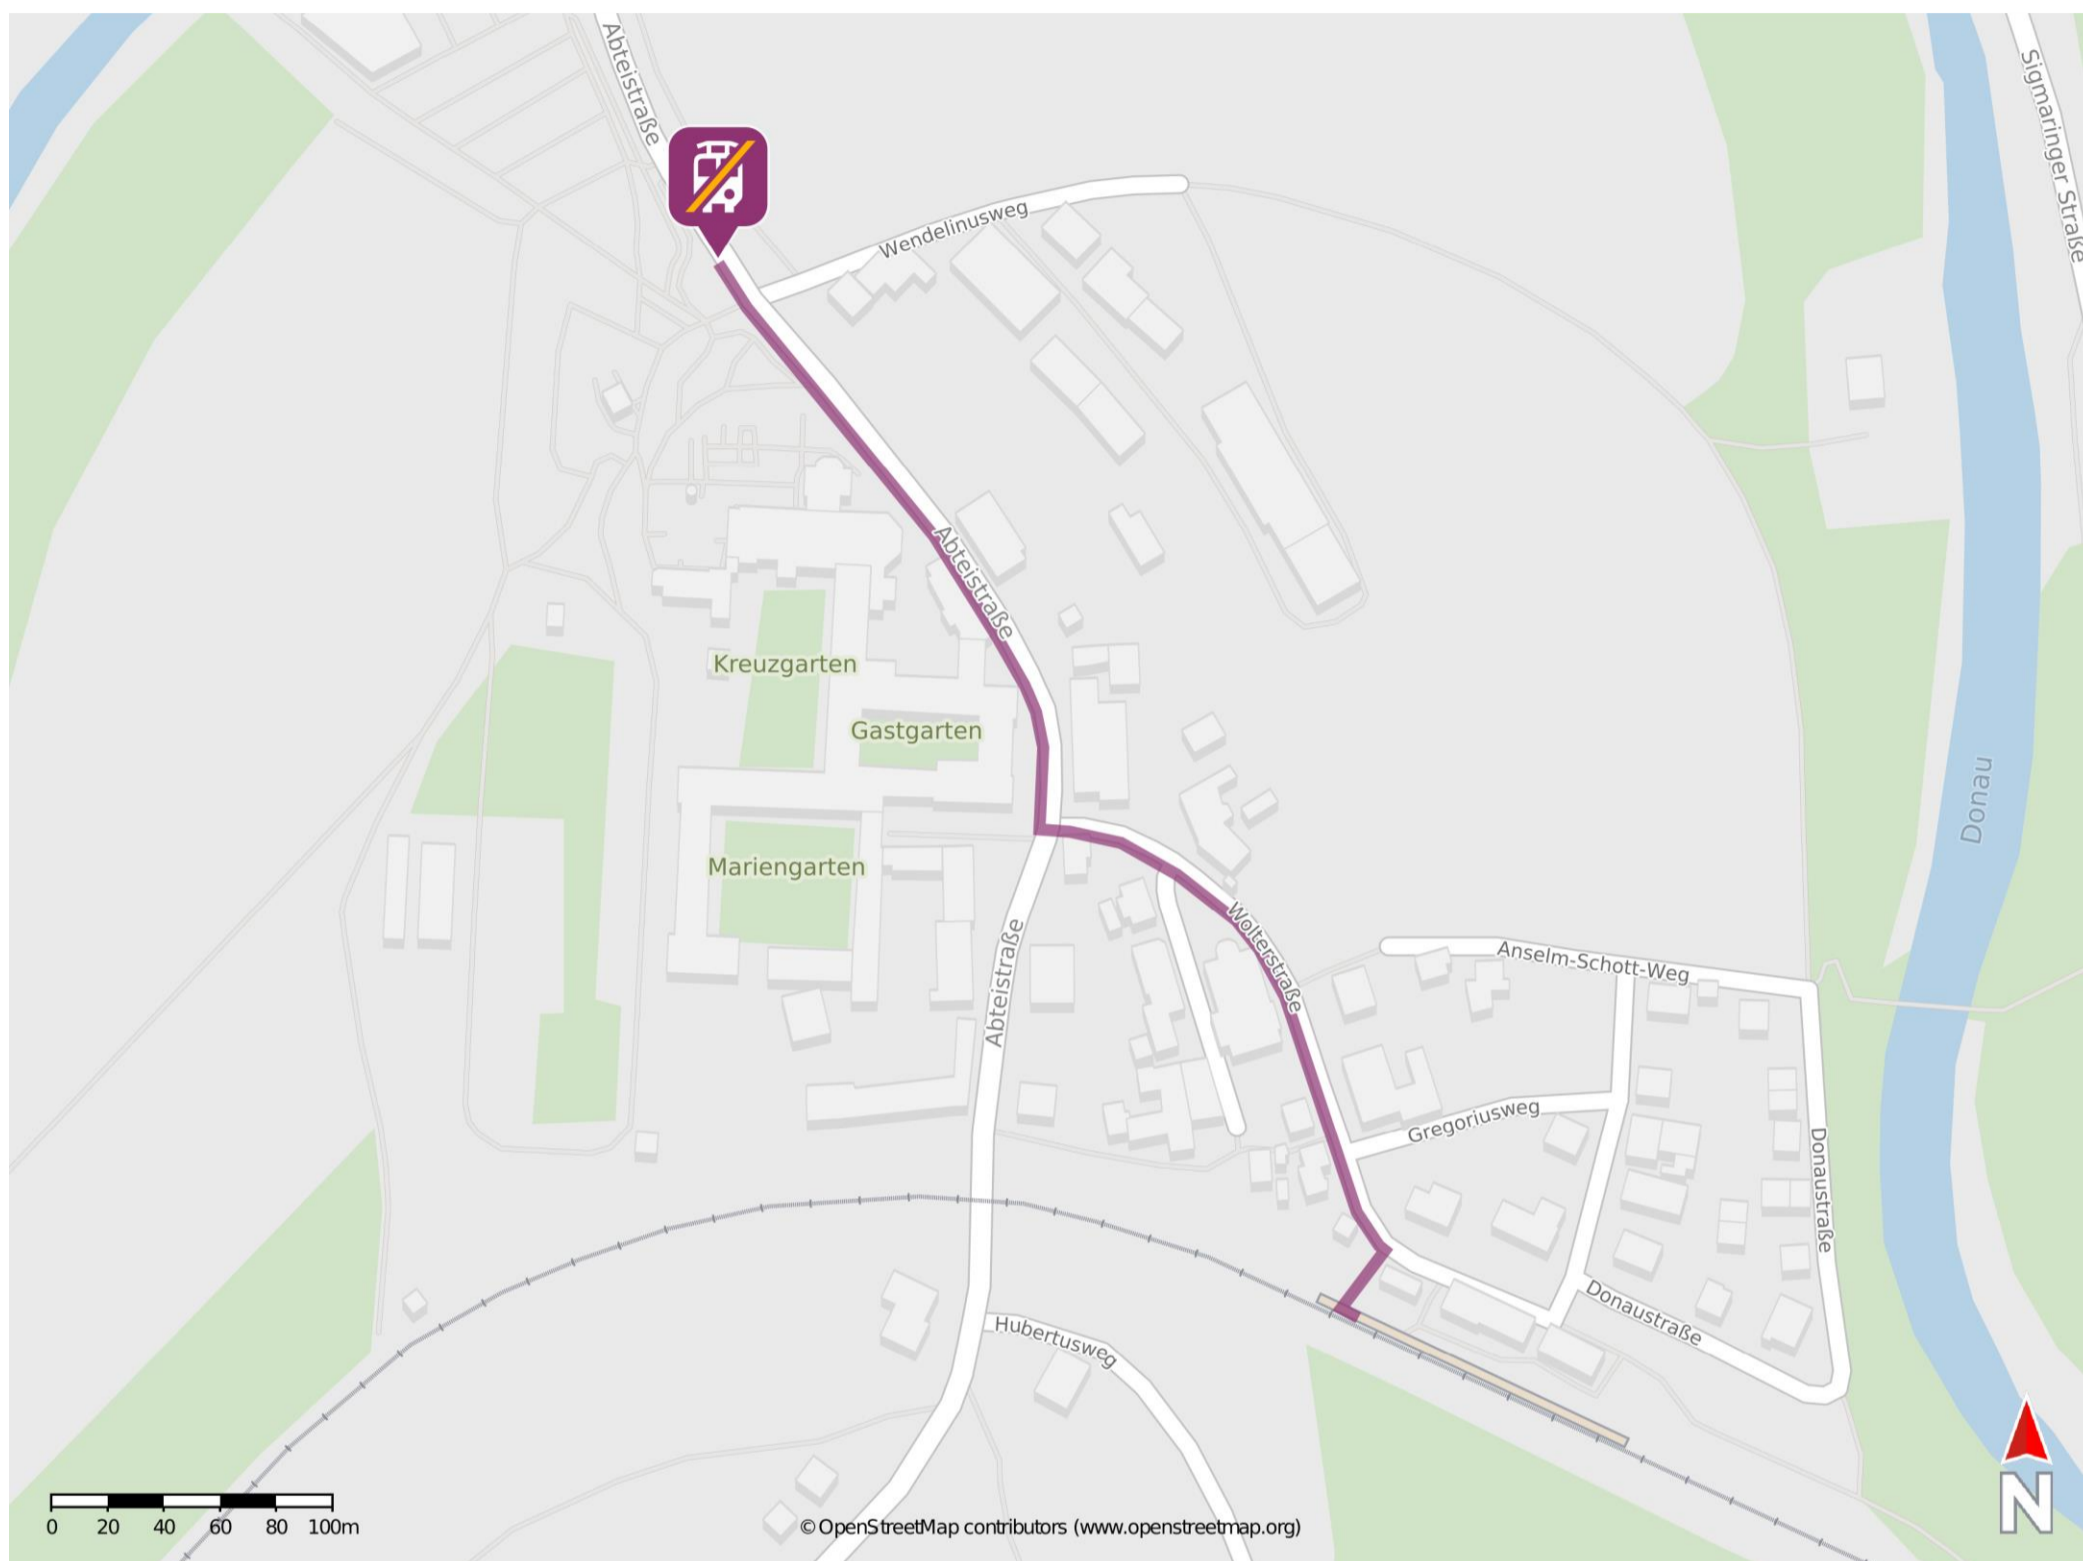 Abteistraße
Sigmaringer Straße
Wendelinusweg
Abteistraße
Kreuzgarten
Gastgarten
Donau
Mariengarten
Wolterstraße
Abteistraße
Anselm-Schott-Weg
Gregoriusweg
Donaustraße
Donaustraße
Hubertusweg
0 20 40 60 80 100m
© OpenStreetMap contributors (www.openstreetmap.org)
N